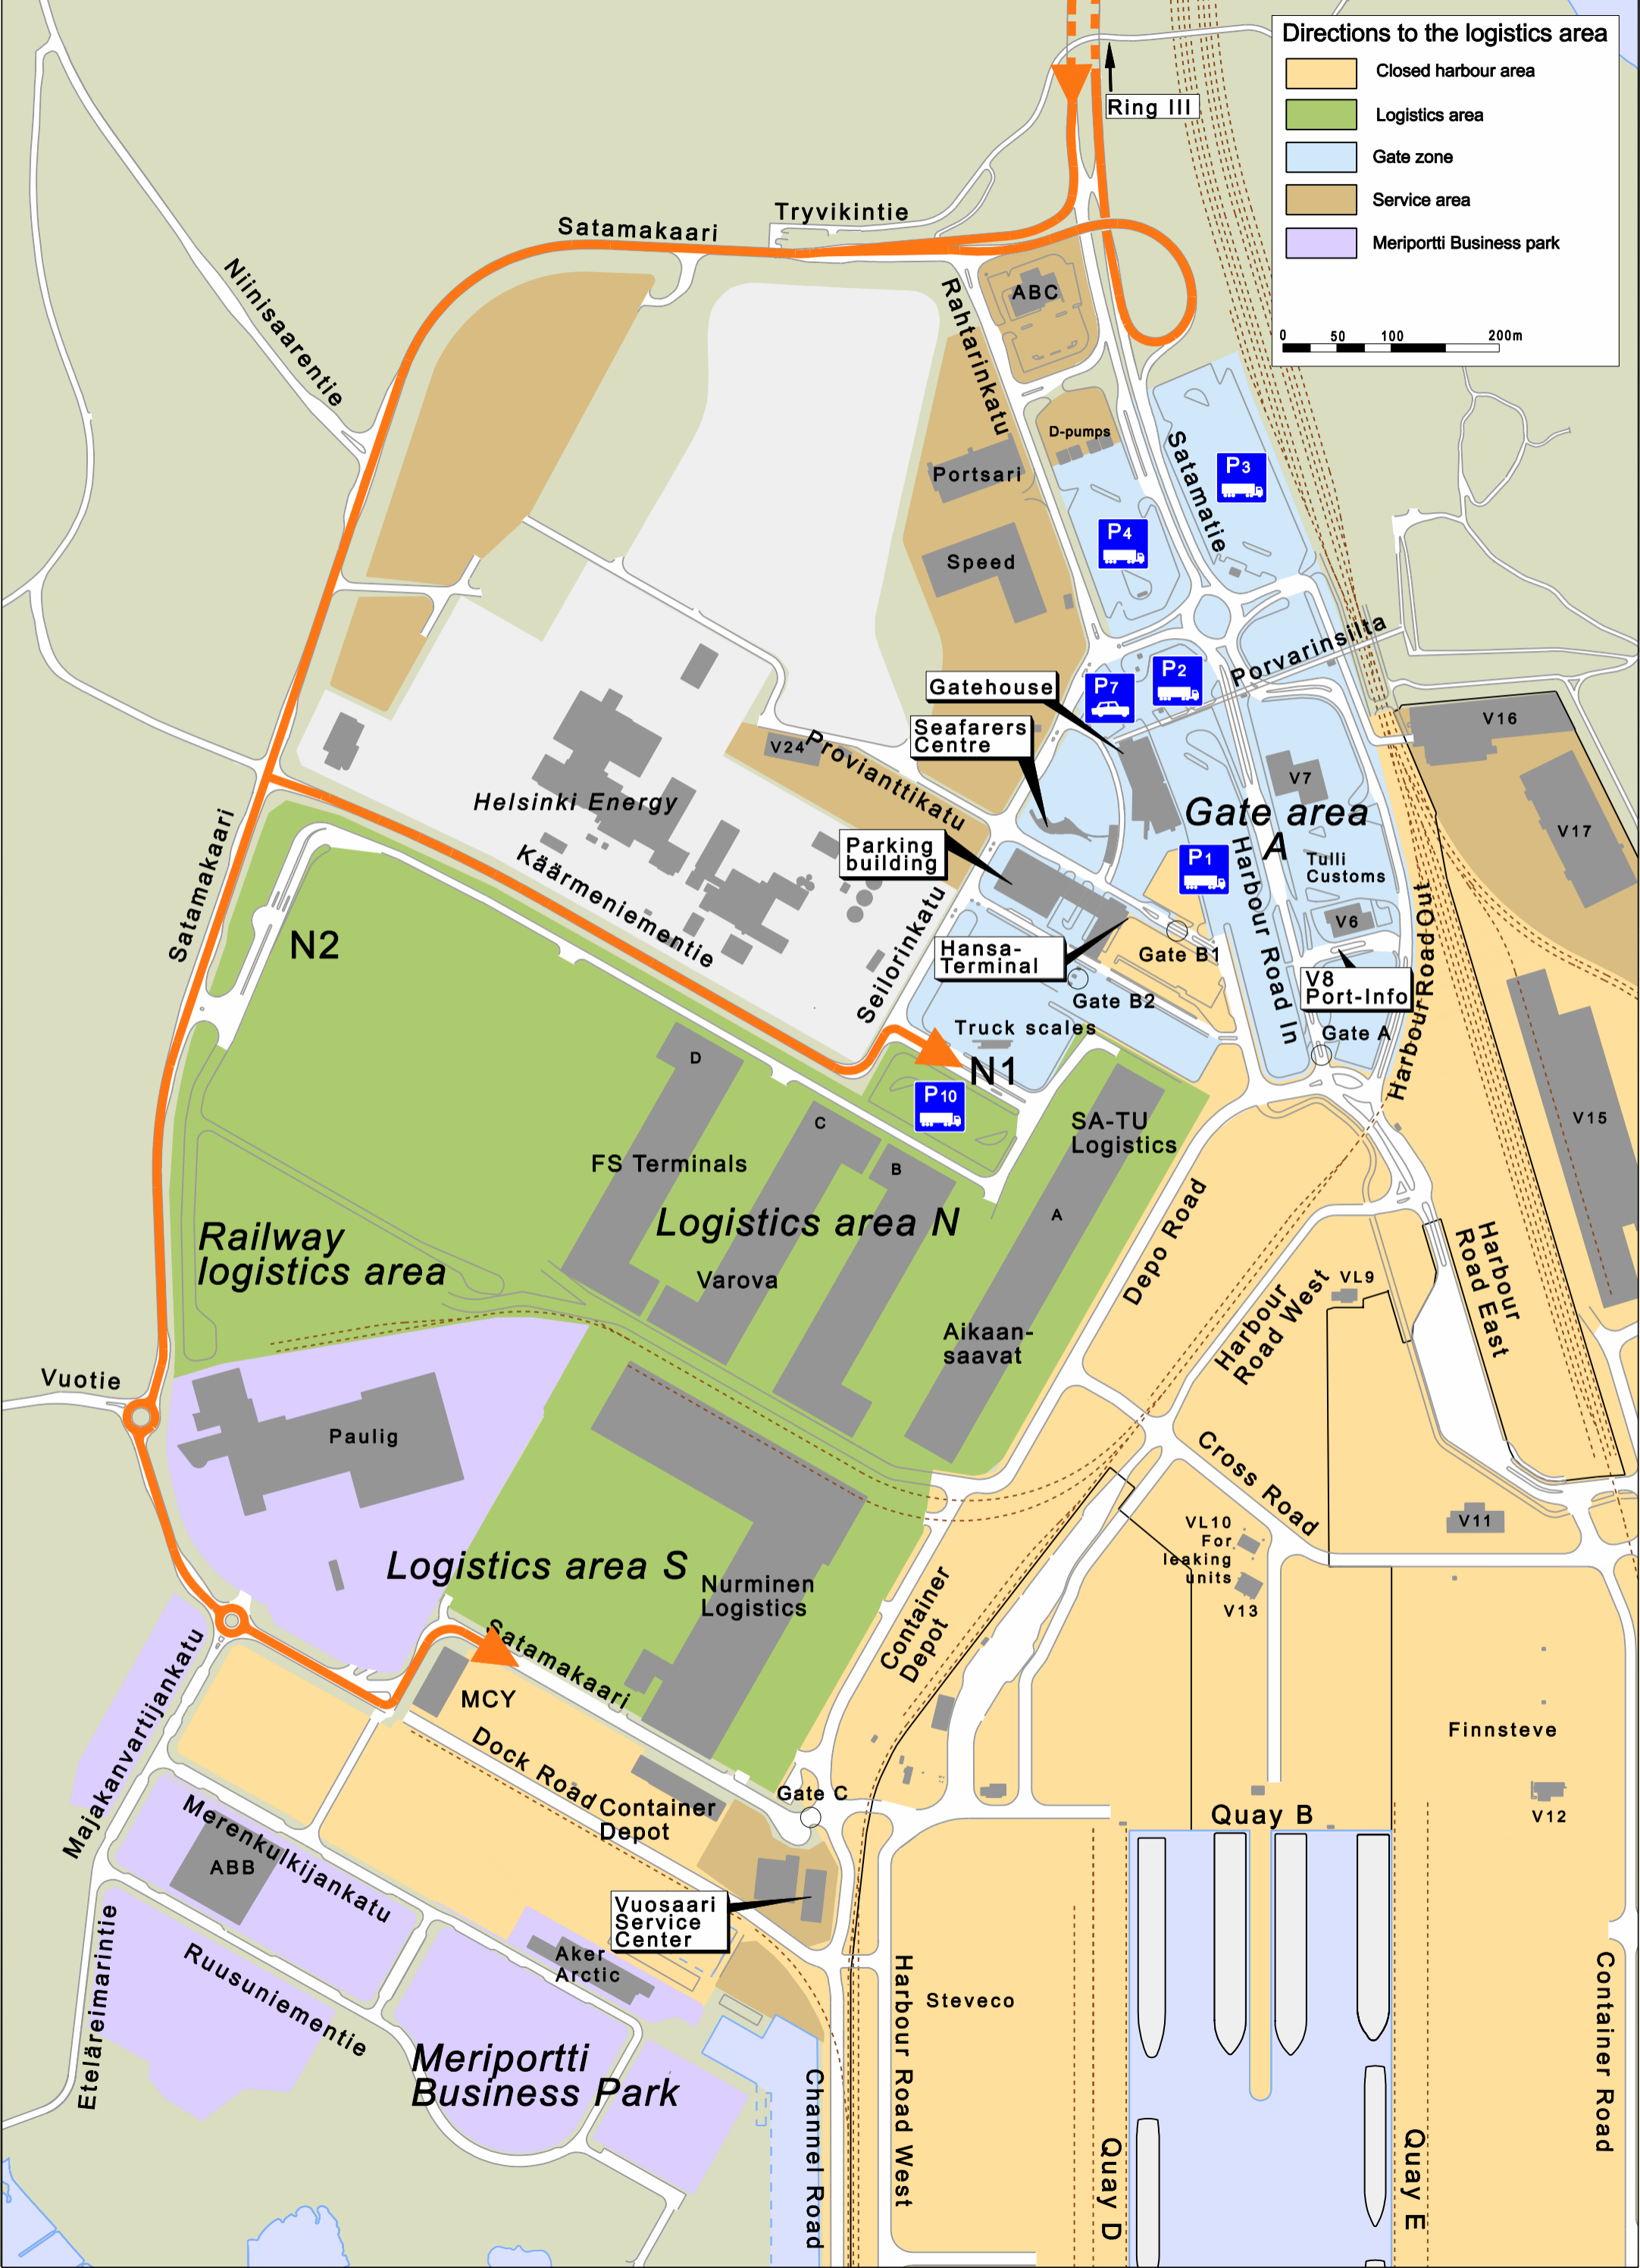 Directions to the logistics area
Closed harbour area
Logistics area
Gate zone
Service area
Meriportti Business park
0 50 100 200m
Ring III
Tryvikintie
Satamakaari
Niinisaarentie
Rahtarinkatu
ABC
D-pumps
Portsari
Satamatie
P3
P4
Speed
Porvarinsilta
P2
P7
Gatehouse
Seafarers
Centre
V16
V24
Provianttikatu
V7
Helsinki Energy
Gate area
A
V17
Parking
building
P1
Harbour Road In
Tulli
Customs
Käärmeniementie
Satamakaari
Seilorinkatu
V6
Harbour Road Out
N2
Hansa-
Terminal
Gate B1
V8
Port-Info
Gate B2
Truck scales
Gate A
N1
D
P10
V15
C
SA-TU
Logistics
FS Terminals
B
Logistics area N
A
Depo Road
Railway
logistics area
Varova
VL9
Harbour
Road West
Harbour
Road East
Aikaan-
saavat
Vuotie
Paulig
Cross Road
V11
VL10
For
leaking
units
V13
Logistics area S
Nurminen
Logistics
Container
Depot
Satamakaari
MCY
Majakanvartijankatu
Dock Road
Finnsteve
Gate C
Container
Depot
Quay B
V12
Merenkulkijankatu
ABB
Vuosaari
Service
Center
Eteläreimarintie
Ruusuniementie
Aker
Arctic
Harbour Road West
Steveco
Container Road
Meriportti
Business Park
Channel Road
Quay D
Quay E